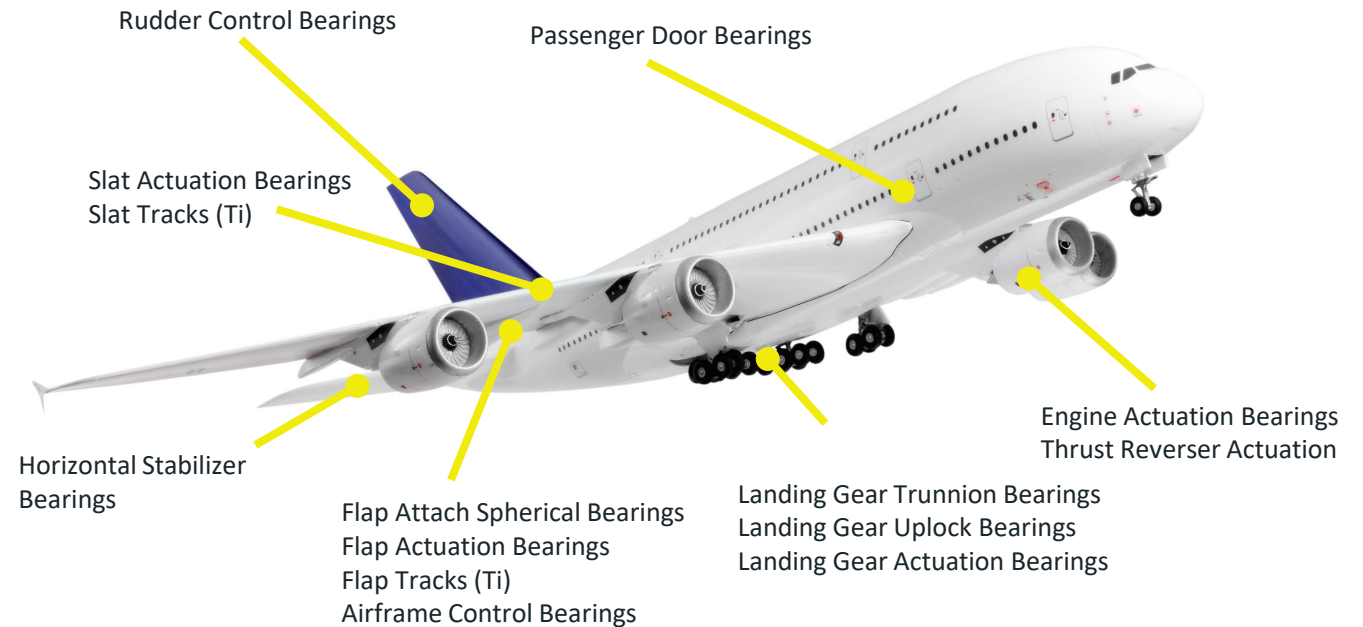 Rudder Control Bearings
Passenger Door Bearings
Slat Actuation Bearings
Slat Tracks (Ti)
Horizontal Stabilizer
Bearings
Flap Attach Spherical Bearings
Flap Actuation Bearings
Flap Tracks (Ti)
Airframe Control Bearings
Landing Gear Trunnion Bearings
Landing Gear Uplock Bearings
Landing Gear Actuation Bearings
Engine Actuation Bearings
Thrust Reverser Actuation